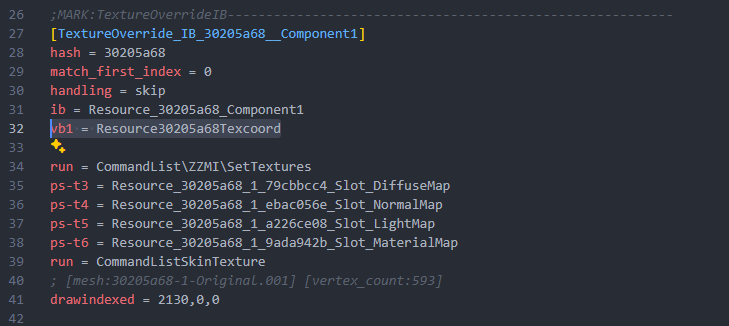 26 ;MARK:TextureOverrideIB--------------------------------------------------------
27 [TextureOverride_IB_30205a68__Component1]
28 hash = 30205a68
29 match_first_index = 0
30 handling = skip
31 ib = Resource_30205a68_Component1
32 vb1 = Resource30205a68Texcoord
33
34 run = CommandList\ZZMI\SetTextures
35 ps-t3 = Resource_30205a68_1_79cbbcc4_Slot_DiffuseMap
36 ps-t4 = Resource_30205a68_1_ebac056e_Slot_NormalMap
37 ps-t5 = Resource_30205a68_1_a226ce08_Slot_LightMap
38 ps-t6 = Resource_30205a68_1_9ada942b_Slot_MaterialMap
39 run = CommandListSkinTexture
40 ; [mesh:30205a68-1-Original.001] [vertex_count:593]
41 drawindexed = 2130,0,0
42